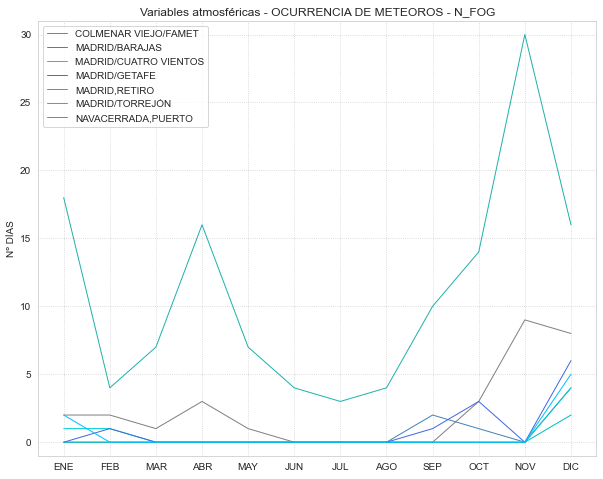 Variables atmosféricas - OCURRENCIA DE METEOROS - N_FOG
30
25
20
15
10
5
0
Nº DÍAS
COLMENAR VIEJO/FAMET
MADRID/BARAJAS
MADRID/CUATRO VIENTOS
MADRID/GETAFE
MADRID,RETIRO
MADRID/TORREJÓN
NAVACERRADA,PUERTO
ENE FEB MAR ABR MAY JUN JUL AGO SEP OCT NOV DIC